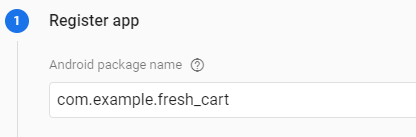 1 Register app
Android package name ?
com.example.fresh_cart